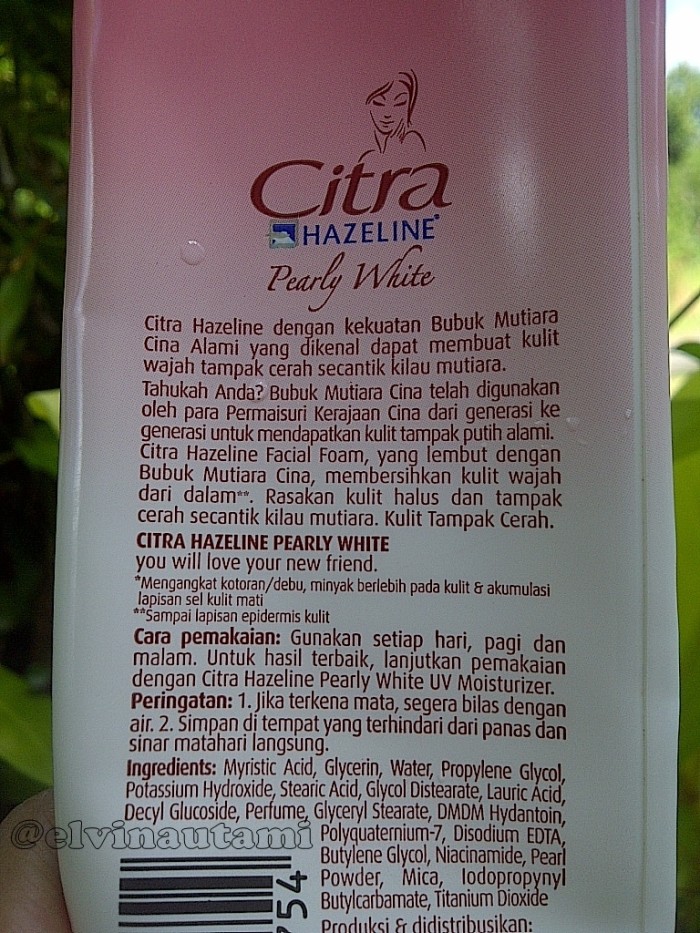 Citra
HAZELINE®
Pearly White
Citra Hazeline dengan kekuatan Bubuk Mutiara
Cina Alami yang dikenal dapat membuat kulit
wajah tampak cerah secantik kilau mutiara.
Tahukah Anda? Bubuk Mutiara Cina telah digunakan
oleh para Permaisuri Kerajaan Cina dari generasi ke
generasi untuk mendapatkan kulit tampak putih alami.
Citra Hazeline Facial Foam, yang lembut dengan
Bubuk Mutiara Cina, membersihkan kulit wajah
dari dalam**. Rasakan kulit halus dan tampak
cerah secantik kilau mutiara. Kulit Tampak Cerah.
CITRA HAZELINE PEARLY WHITE
you will love your new friend.
*Mengangkat kotoran/debu, minyak berlebih pada kulit & akumulasi
lapisan sel kulit mati
**Sampai lapisan epidermis kulit
Cara pemakaian: Gunakan setiap hari, pagi dan
malam. Untuk hasil terbaik, lanjutkan pemakaian
dengan Citra Hazeline Pearly White UV Moisturizer.
Peringatan: 1. Jika terkena mata, segera bilas dengan
air. 2. Simpan di tempat yang terhindari dari panas dan
sinar matahari langsung.
Ingredients: Myristic Acid, Glycerin, Water, Propylene Glycol,
Potassium Hydroxide, Stearic Acid, Glycol Distearate, Lauric Acid,
Decyl Glucoside, Perfume, Glyceryl Stearate, DMDM Hydantoin,
Polyquaternium-7, Disodium EDTA,
Butylene Glycol, Niacinamide, Pearl
Powder, Mica, Iodopropynyl
Butylcarbamate, Titanium Dioxide
Produksi & didistribusikan:
754
@elvinautami